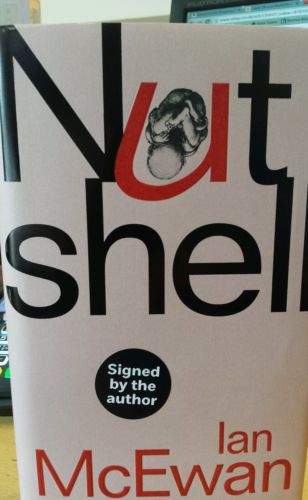 Nut
shell
Signed
by the
author
Ian
McEwan